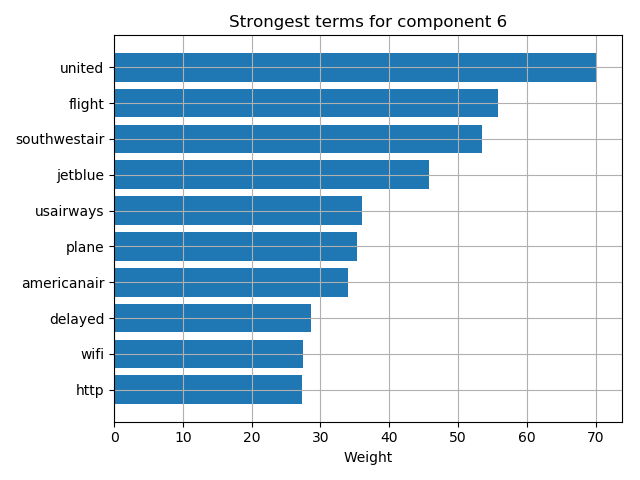 Strongest terms for component 6
united
flight
southwestair
jetblue
usairways
plane
americanair
delayed
wifi
http
0 10 20 30 40 50 60 70
Weight